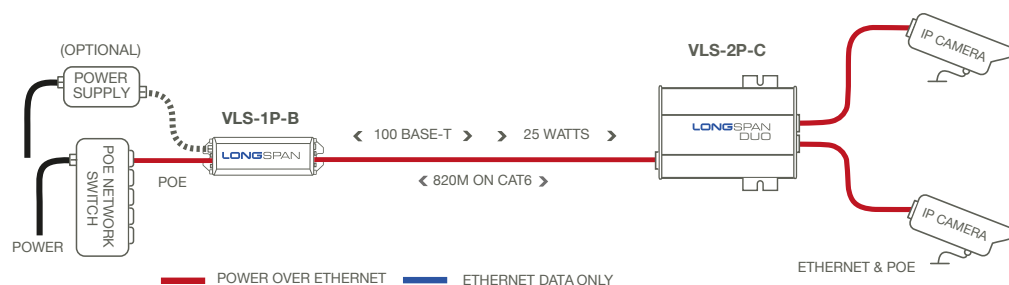 (OPTIONAL)
POWER
SUPPLY
VLS-1P-B
LONGSPAN
100 BASE-T
25 WATTS
820M ON CAT6
VLS-2P-C
LONGSPAN
DUO
IP CAMERA
IP CAMERA
ETHERNET & POE
POE
POE NETWORK
SWITCH
POWER
POWER OVER ETHERNET
ETHERNET DATA ONLY